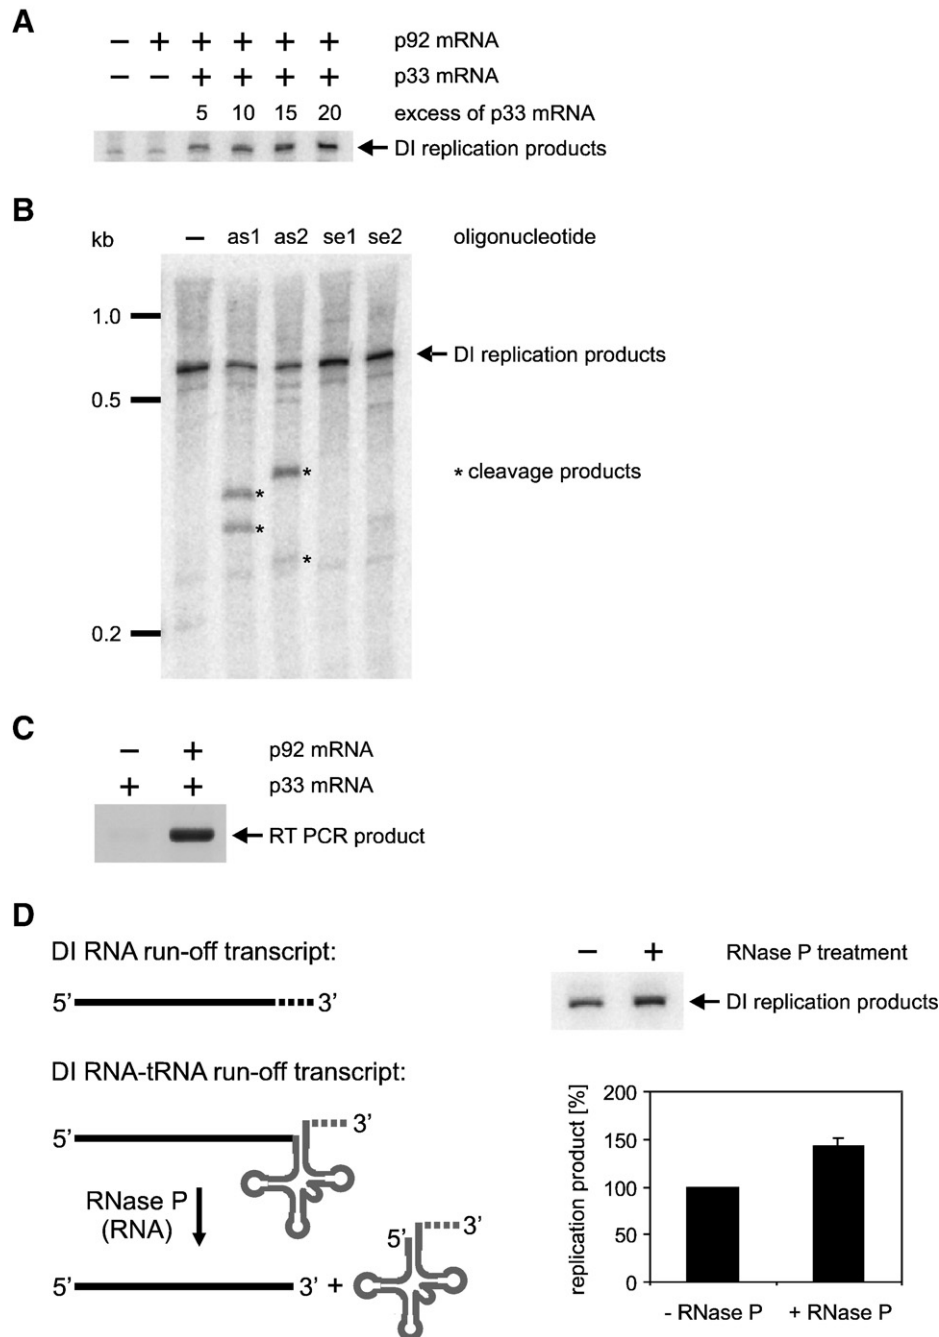 A
– + + + + + p92 mRNA
– – + + + + p33 mRNA
5 10 15 20 excess of p33 mRNA
DI replication products
B
kb – as1 as2 se1 se2 oligonucleotide
1.0
DI replication products
0.5
* cleavage products
*
*
*
*
0.2
C
– + p92 mRNA
+ + p33 mRNA
RT PCR product
D
DI RNA run-off transcript:
5’ 3’
DI RNA-tRNA run-off transcript:
5’ 3’
RNase P
(RNA)
5’ 3’ + 5’ 3’
– + RNase P treatment
DI replication products
replication product [%]
200
150
100
50
0
- RNase P + RNase P